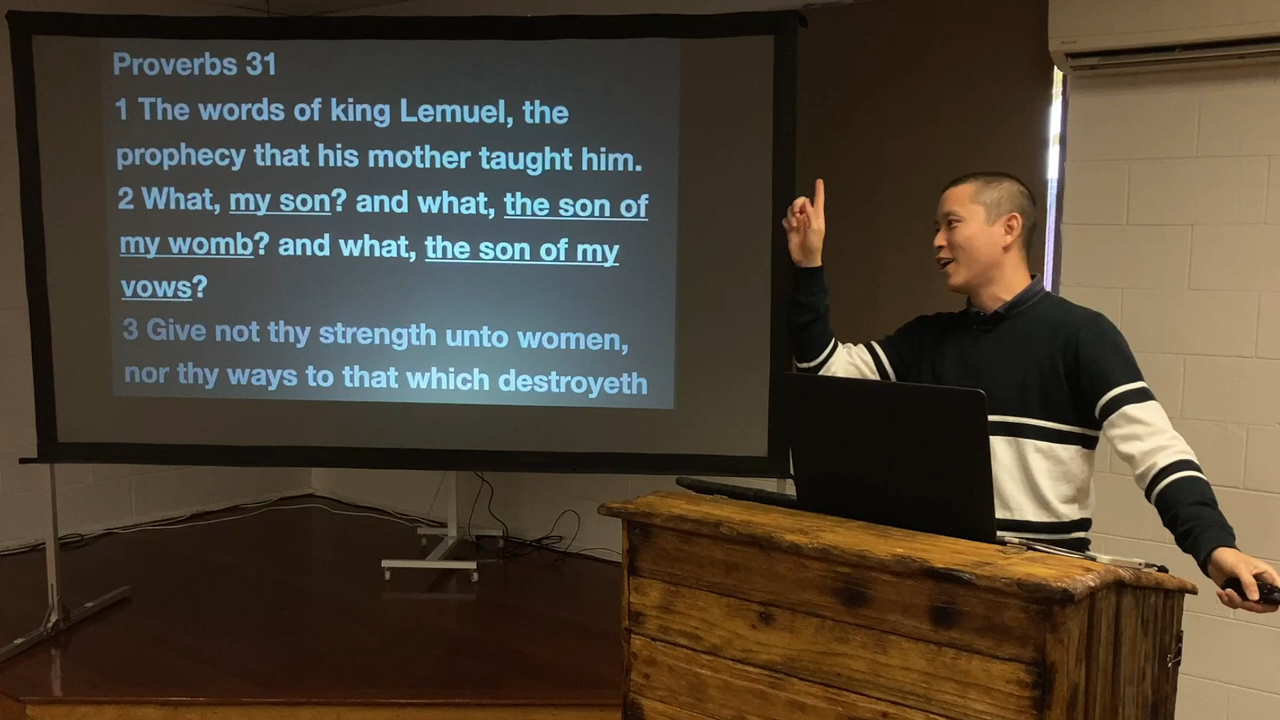 Proverbs 31
1 The words of king Lemuel, the
prophecy that his mother taught him.
2 What, my son? and what, the son of
my womb? and what, the son of my
vows?
3 Give not thy strength unto women,
nor thy ways to that which destroyeth